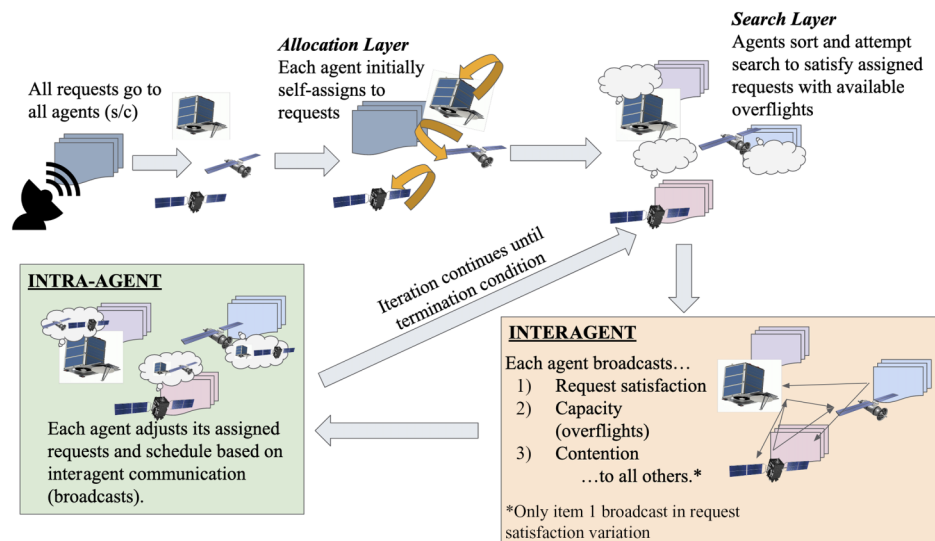 All requests go to
all agents (s/c)
Allocation Layer
Each agent initially
self-assigns to
requests
Search Layer
Agents sort and attempt
search to satisfy assigned
requests with available
overflights
Iteration continues until
termination condition
INTRA-AGENT
Each agent adjusts its assigned
requests and schedule based on
interagent communication
(broadcasts).
INTERAGENT
Each agent broadcasts…
1) Request satisfaction
2) Capacity
(overflights)
3) Contention
…to all others.*
*Only item 1 broadcast in request
satisfaction variation